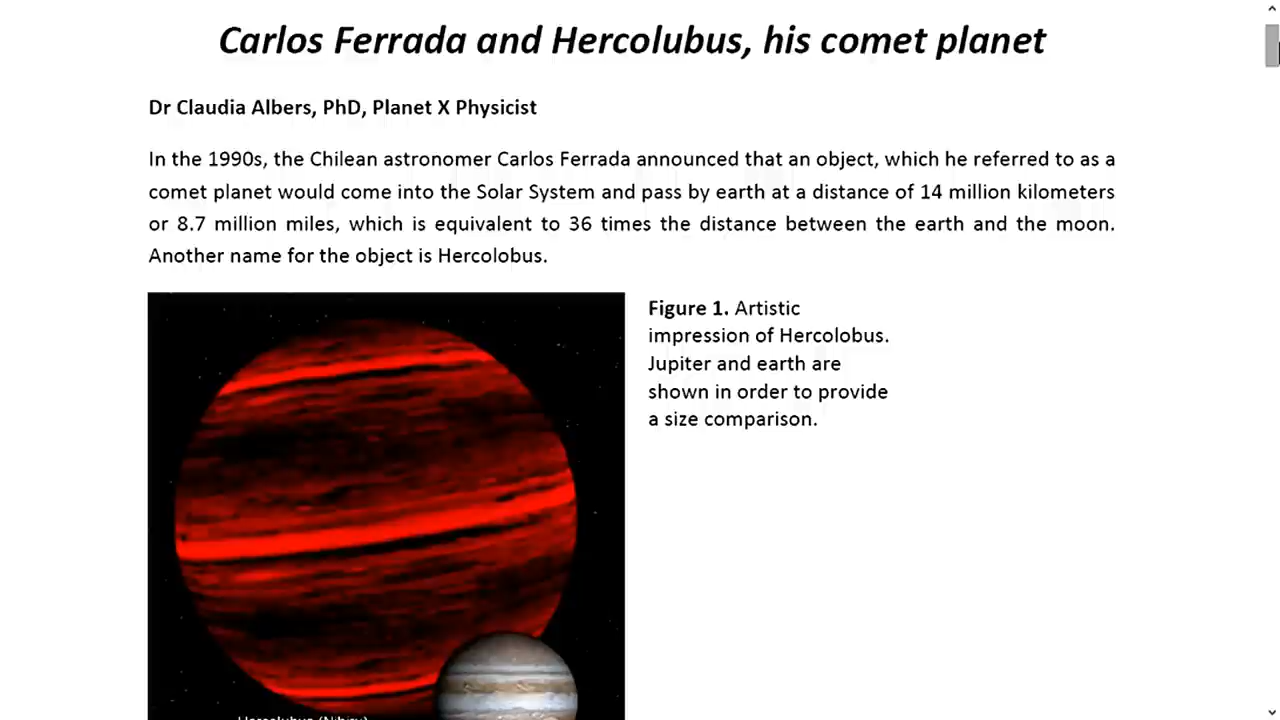 Carlos Ferrada and Hercolubus, his comet planet
Dr Claudia Albers, PhD, Planet X Physicist
In the 1990s, the Chilean astronomer Carlos Ferrada announced that an object, which he referred to as a
comet planet would come into the Solar System and pass by earth at a distance of 14 million kilometers
or 8.7 million miles, which is equivalent to 36 times the distance between the earth and the moon.
Another name for the object is Hercolobus.
Figure 1. Artistic
impression of Hercolobus.
Jupiter and earth are
shown in order to provide
a size comparison.
Hercolubus (Nibiru)